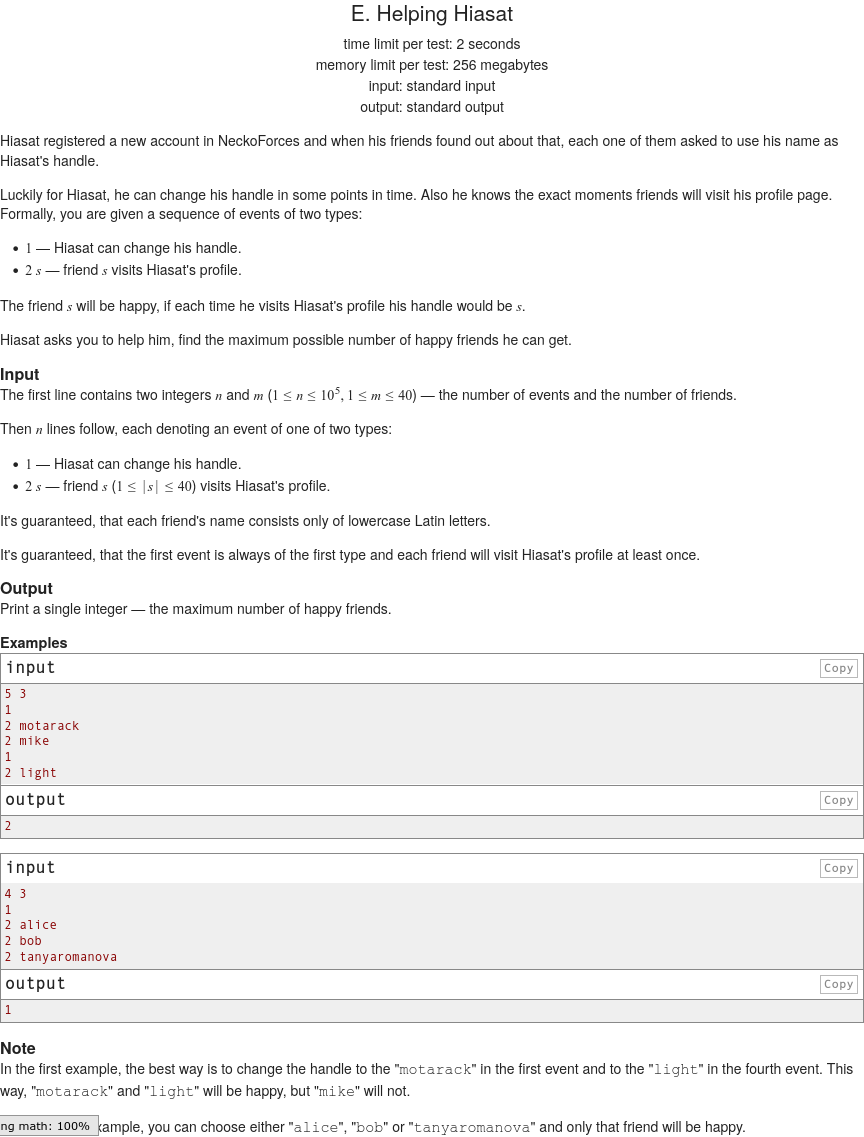 E. Helping Hiasat
time limit per test: 2 seconds
memory limit per test: 256 megabytes
input: standard input
output: standard output
Hiasat registered a new account in NeckoForces and when his friends found out about that, each one of them asked to use his name as
Hiasat's handle.
Luckily for Hiasat, he can change his handle in some points in time. Also he knows the exact moments friends will visit his profile page.
Formally, you are given a sequence of events of two types:
• 1 — Hiasat can change his handle.
• 2 s — friend s visits Hiasat's profile.
The friend s will be happy, if each time he visits Hiasat's profile his handle would be s.
Hiasat asks you to help him, find the maximum possible number of happy friends he can get.
Input
The first line contains two integers n and m (1 ≤ n ≤ 10^5, 1 ≤ m ≤ 40) — the number of events and the number of friends.
Then n lines follow, each denoting an event of one of two types:
• 1 — Hiasat can change his handle.
• 2 s — friend s (1 ≤ |s| ≤ 40) visits Hiasat's profile.
It's guaranteed, that each friend's name consists only of lowercase Latin letters.
It's guaranteed, that the first event is always of the first type and each friend will visit Hiasat's profile at least once.
Output
Print a single integer — the maximum number of happy friends.
Examples
input Copy
5 3
1
2 motarack
2 mike
1
2 light
output Copy
2
input Copy
4 3
1
2 alice
2 bob
2 tanyaromanova
output Copy
1
Note
In the first example, the best way is to change the handle to the "motarack" in the first event and to the "light" in the fourth event. This
way, "motarack" and "light" will be happy, but "mike" will not.
ng math: 100% xample, you can choose either "alice", "bob" or "tanyaromanova" and only that friend will be happy.